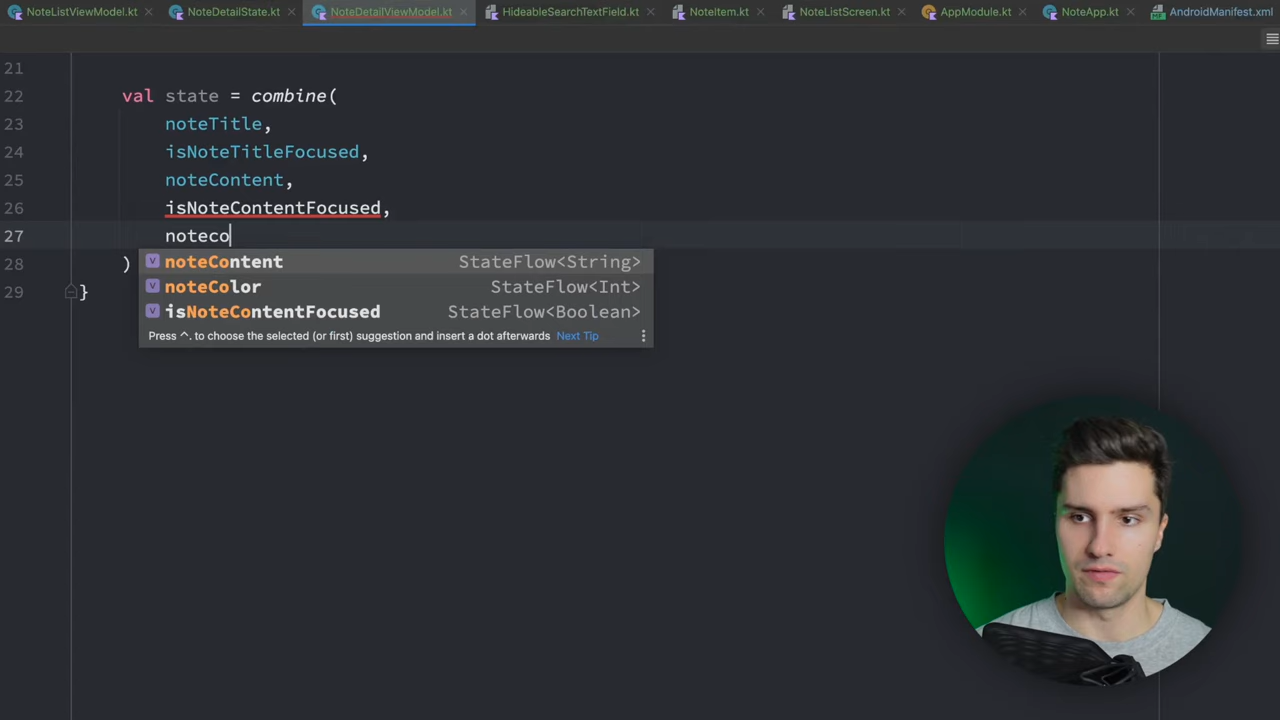 NoteListViewModel.kt NoteDetailState.kt NoteDetailViewModel.kt HideableSearchTextField.kt NoteItem.kt NoteListScreen.kt AppModule.kt NoteApp.kt AndroidManifest.xml
21
22 val state = combine(
23 noteTitle,
24 isNoteTitleFocused,
25 noteContent,
26 isNoteContentFocused,
27 noteco
noteContent StateFlow<String>
28 )
noteColor StateFlow<Int>
29 }
isNoteContentFocused StateFlow<Boolean>
Press ^. to choose the selected (or first) suggestion and insert a dot afterwards Next Tip